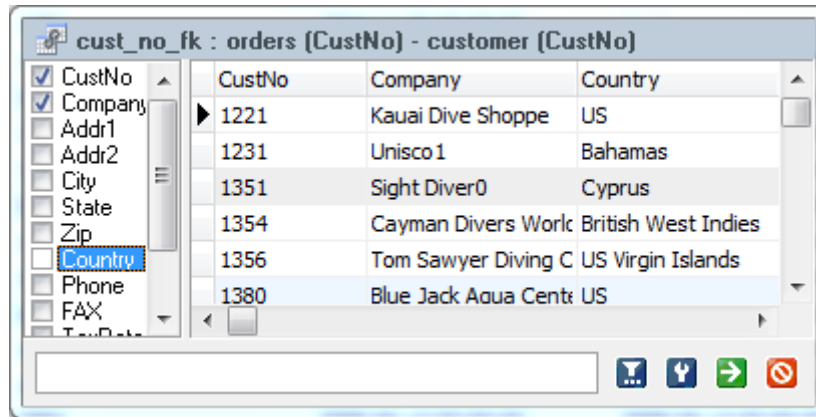 cust_no_fk : orders (CustNo) - customer (CustNo)
CustNo
Company
Addr1
Addr2
City
State
Zip
Country
Phone
FAX
CustNo Company Country
1221 Kauai Dive Shoppe US
1231 Unisco1 Bahamas
1351 Sight Diver0 Cyprus
1354 Cayman Divers World British West Indies
1356 Tom Sawyer Diving C US Virgin Islands
1380 Blue Jack Aqua Cente US